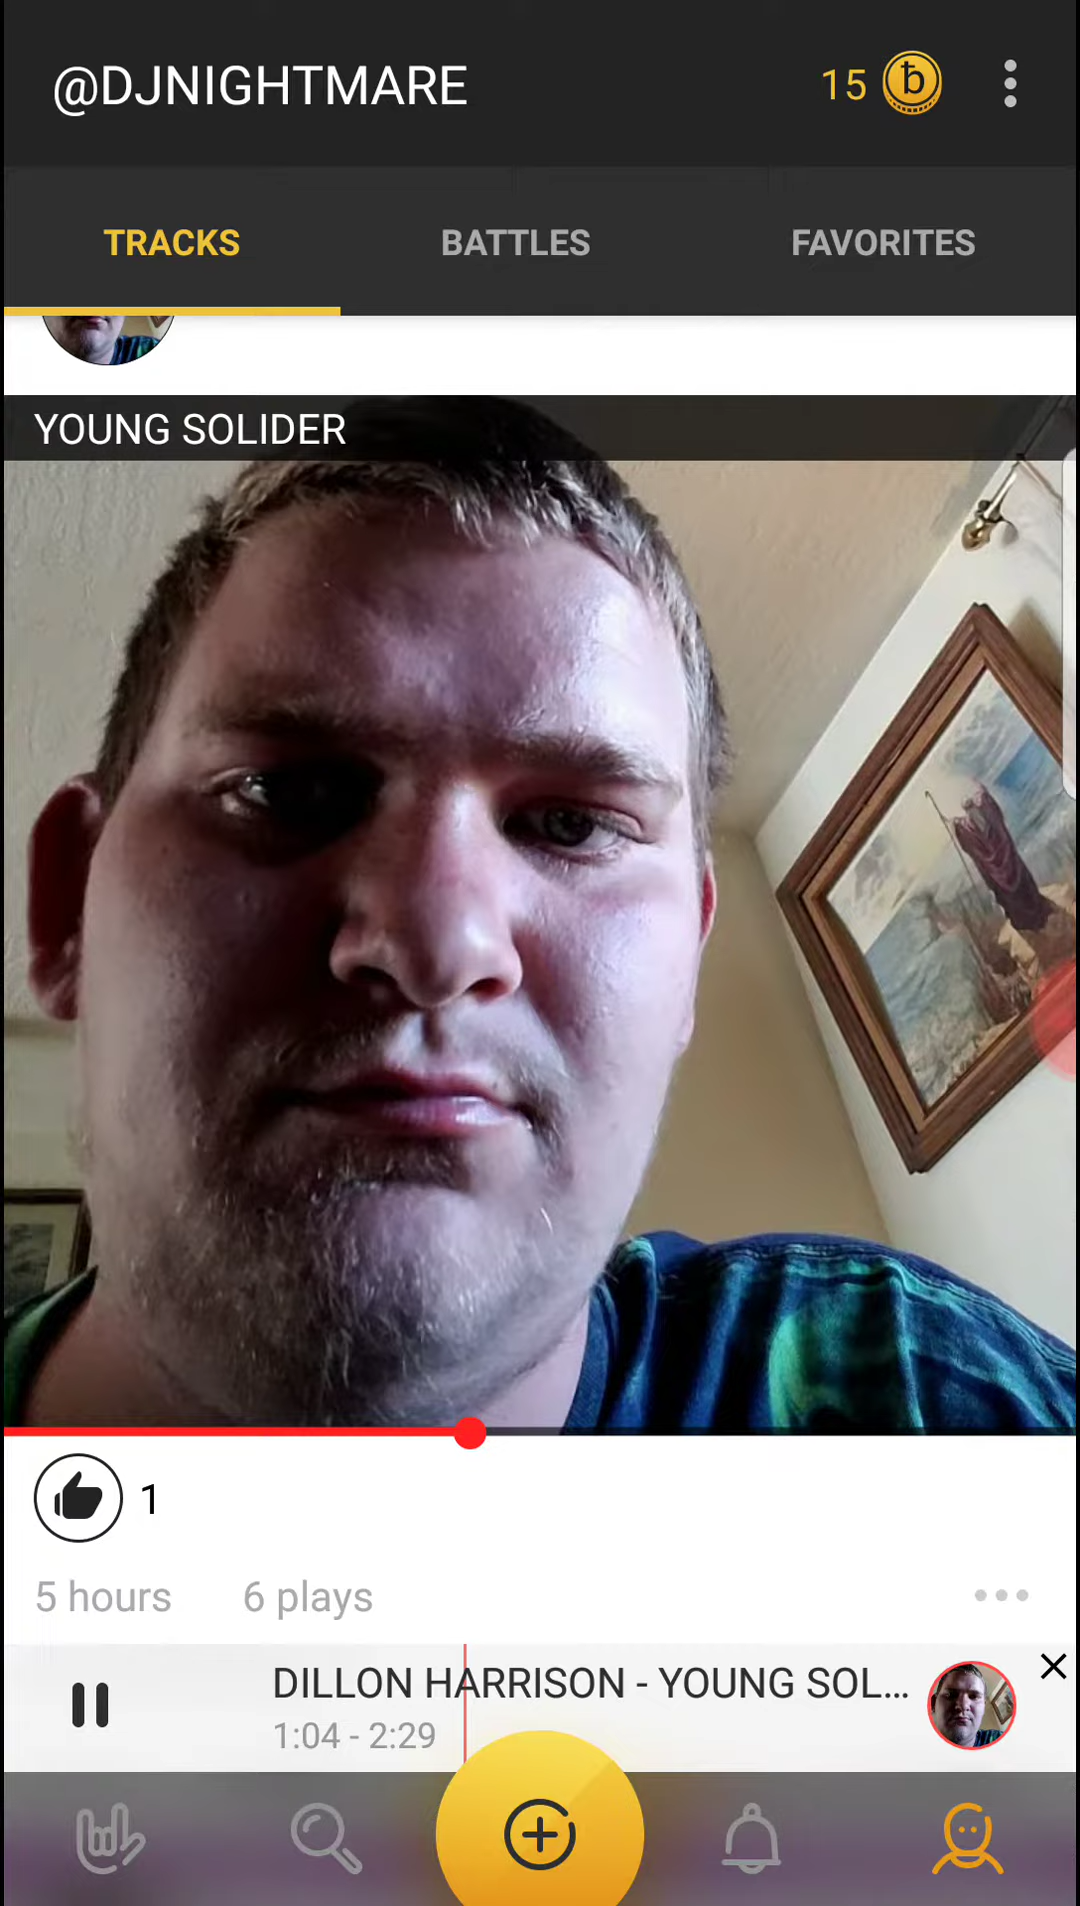 @DJNIGHTMARE
15
TRACKS
BATTLES
FAVORITES
YOUNG SOLIDER
1
5 hours
6 plays
DILLON HARRISON - YOUNG SOL...
1:04 - 2:29